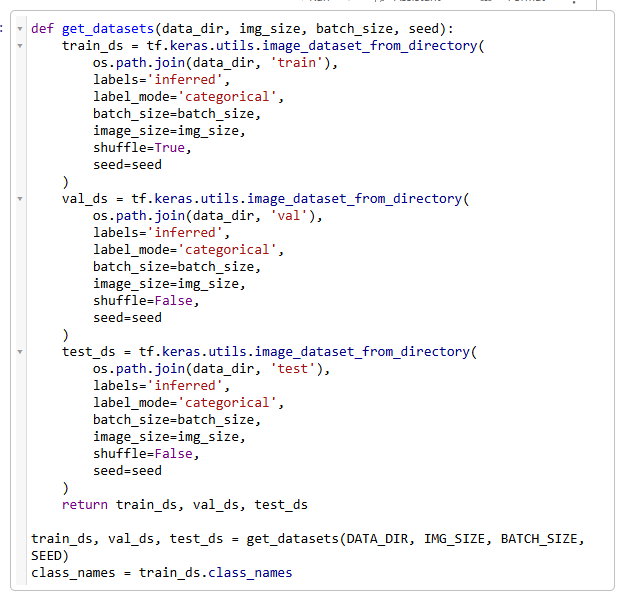 def get_datasets(data_dir, img_size, batch_size, seed):
    train_ds = tf.keras.utils.image_dataset_from_directory(
        os.path.join(data_dir, 'train'),
        labels='inferred',
        label_mode='categorical',
        batch_size=batch_size,
        image_size=img_size,
        shuffle=True,
        seed=seed
    )
    val_ds = tf.keras.utils.image_dataset_from_directory(
        os.path.join(data_dir, 'val'),
        labels='inferred',
        label_mode='categorical',
        batch_size=batch_size,
        image_size=img_size,
        shuffle=False,
        seed=seed
    )
    test_ds = tf.keras.utils.image_dataset_from_directory(
        os.path.join(data_dir, 'test'),
        labels='inferred',
        label_mode='categorical',
        batch_size=batch_size,
        image_size=img_size,
        shuffle=False,
        seed=seed
    )
    return train_ds, val_ds, test_ds

train_ds, val_ds, test_ds = get_datasets(DATA_DIR, IMG_SIZE, BATCH_SIZE,
SEED)
class_names = train_ds.class_names